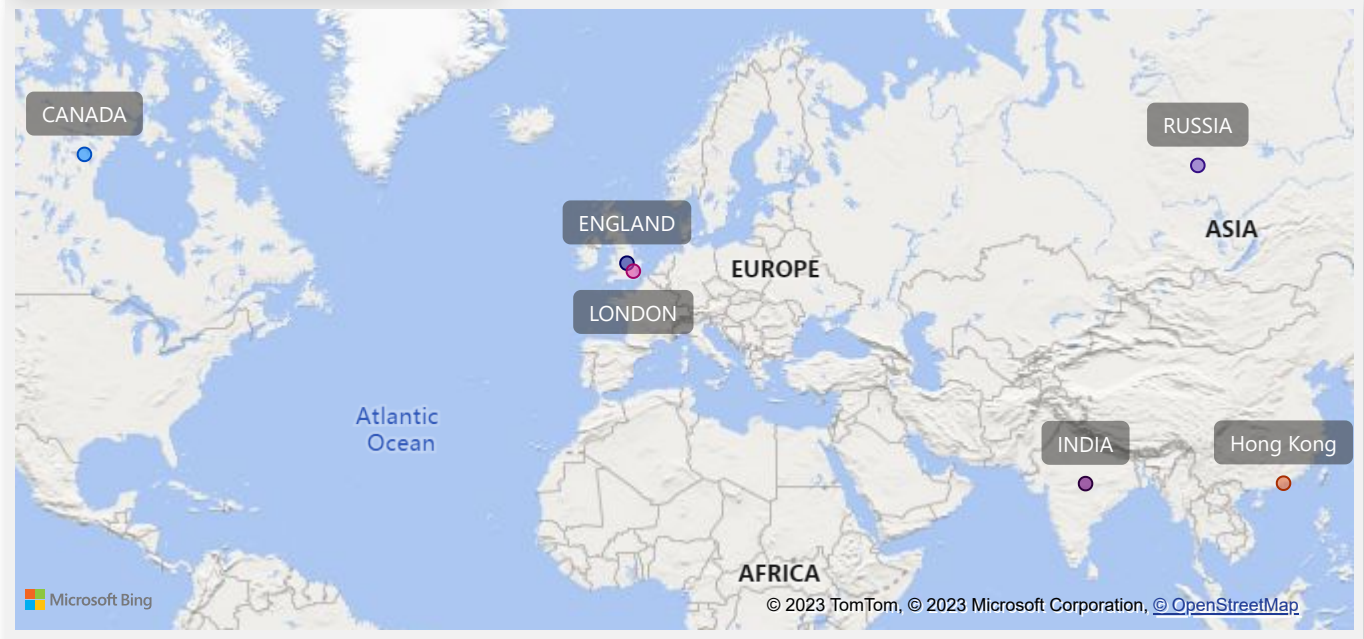 CANADA
RUSSIA
ENGLAND
ASIA
EUROPE
LONDON
Atlantic
Ocean
INDIA
Hong Kong
AFRICA
Microsoft Bing
© 2023 TomTom, © 2023 Microsoft Corporation, © OpenStreetMap